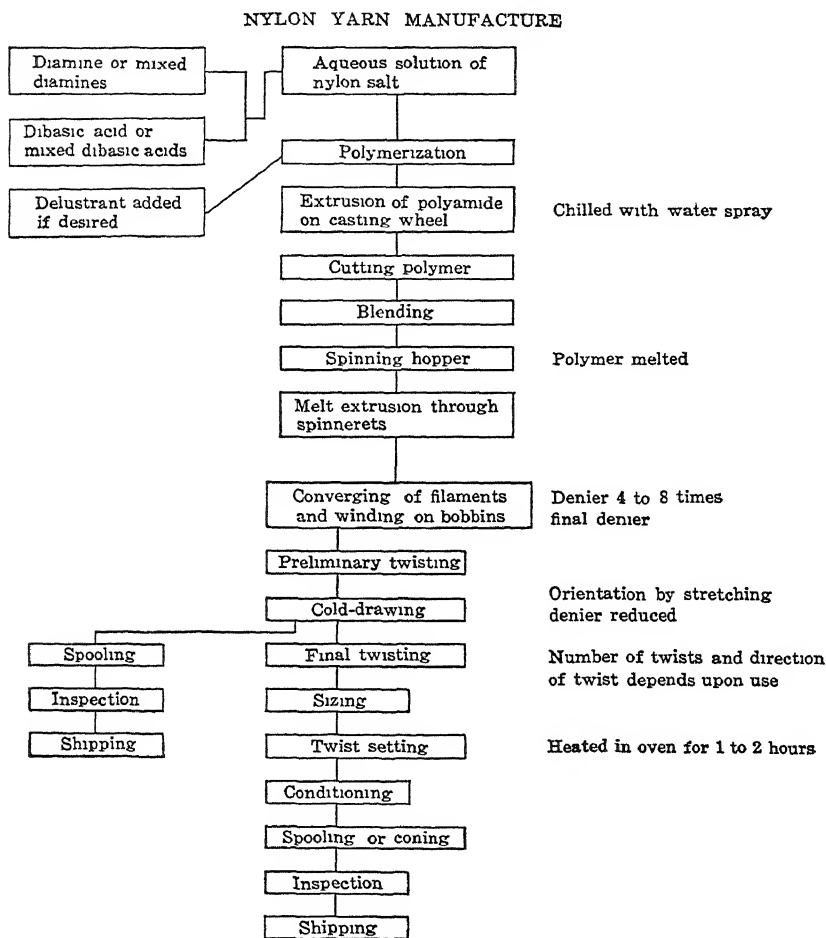 NYLON YARN MANUFACTURE
Diamine or mixed
diamines
Aqueous solution of
nylon salt
Dibasic acid or
mixed dibasic acids
Polymerization
Delustrant added
if desired
Extrusion of polyamide
on casting wheel
Chilled with water spray
Cutting polymer
Blending
Spinning hopper
Polymer melted
Melt extrusion through
spinnerets
Converging of filaments
and winding on bobbins
Denier 4 to 8 times
final denier
Preliminary twisting
Cold-drawing
Orientation by stretching
denier reduced
Spooling
Final twisting
Number of twists and direction
of twist depends upon use
Inspection
Sizing
Shipping
Twist setting
Heated in oven for 1 to 2 hours
Conditioning
Spooling or coning
Inspection
Shipping